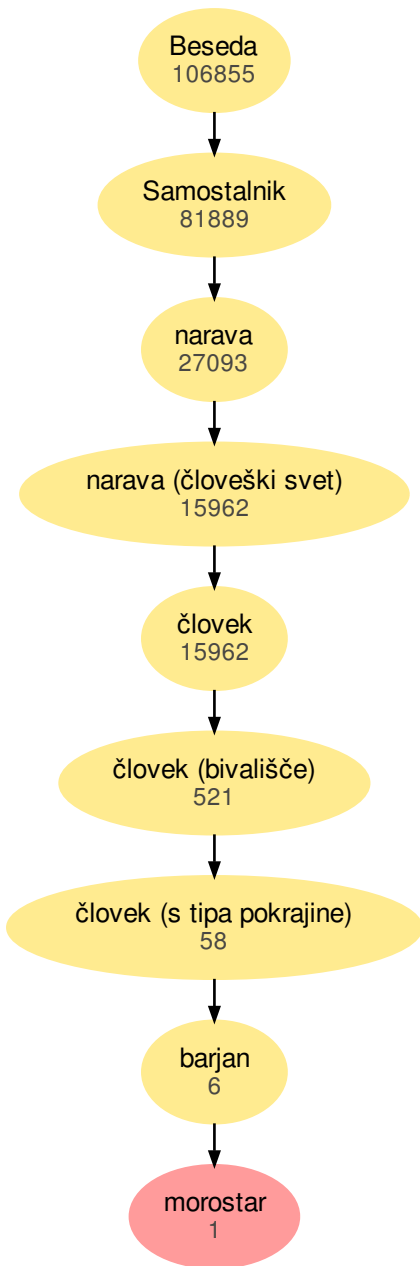 Beseda
106855
Samostalnik
81889
narava
27093
narava (človeški svet)
15962
človek
15962
človek (bivališče)
521
človek (s tipa pokrajine)
58
barjan
6
morostar
1